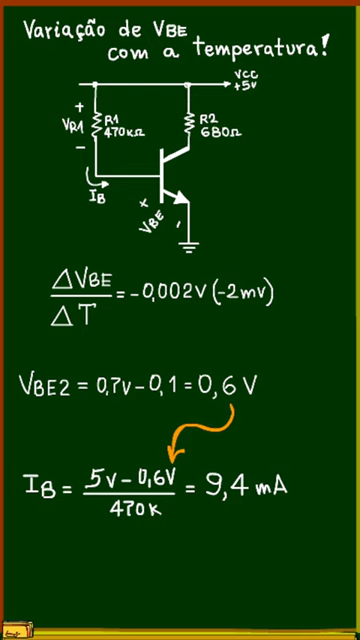 Variação de VBE
com a temperatura!
VCC
+5V
+
VR1
R1
470KΩ
R2
680Ω
-
IB
+
VBE
-
ΔVBE
ΔT
= -0,002V (-2mV)
VBE2 = 0,7V - 0,1 = 0,6 V
IB = 5V - 0,6V
470K
= 9,4 mA